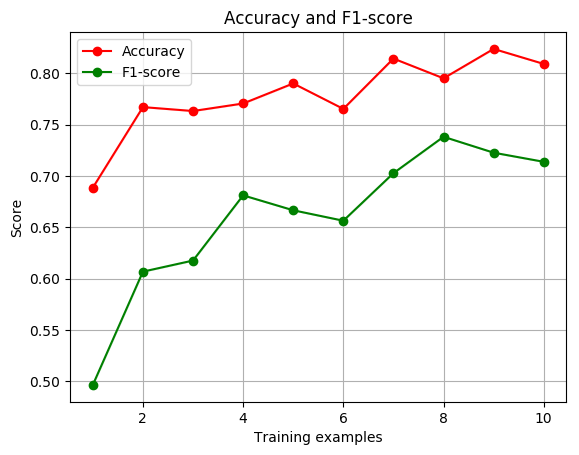 Accuracy and F1-score
Accuracy
F1-score
0.80
0.75
0.70
0.65
0.60
0.55
0.50
Score
2 4 6 8 10
Training examples